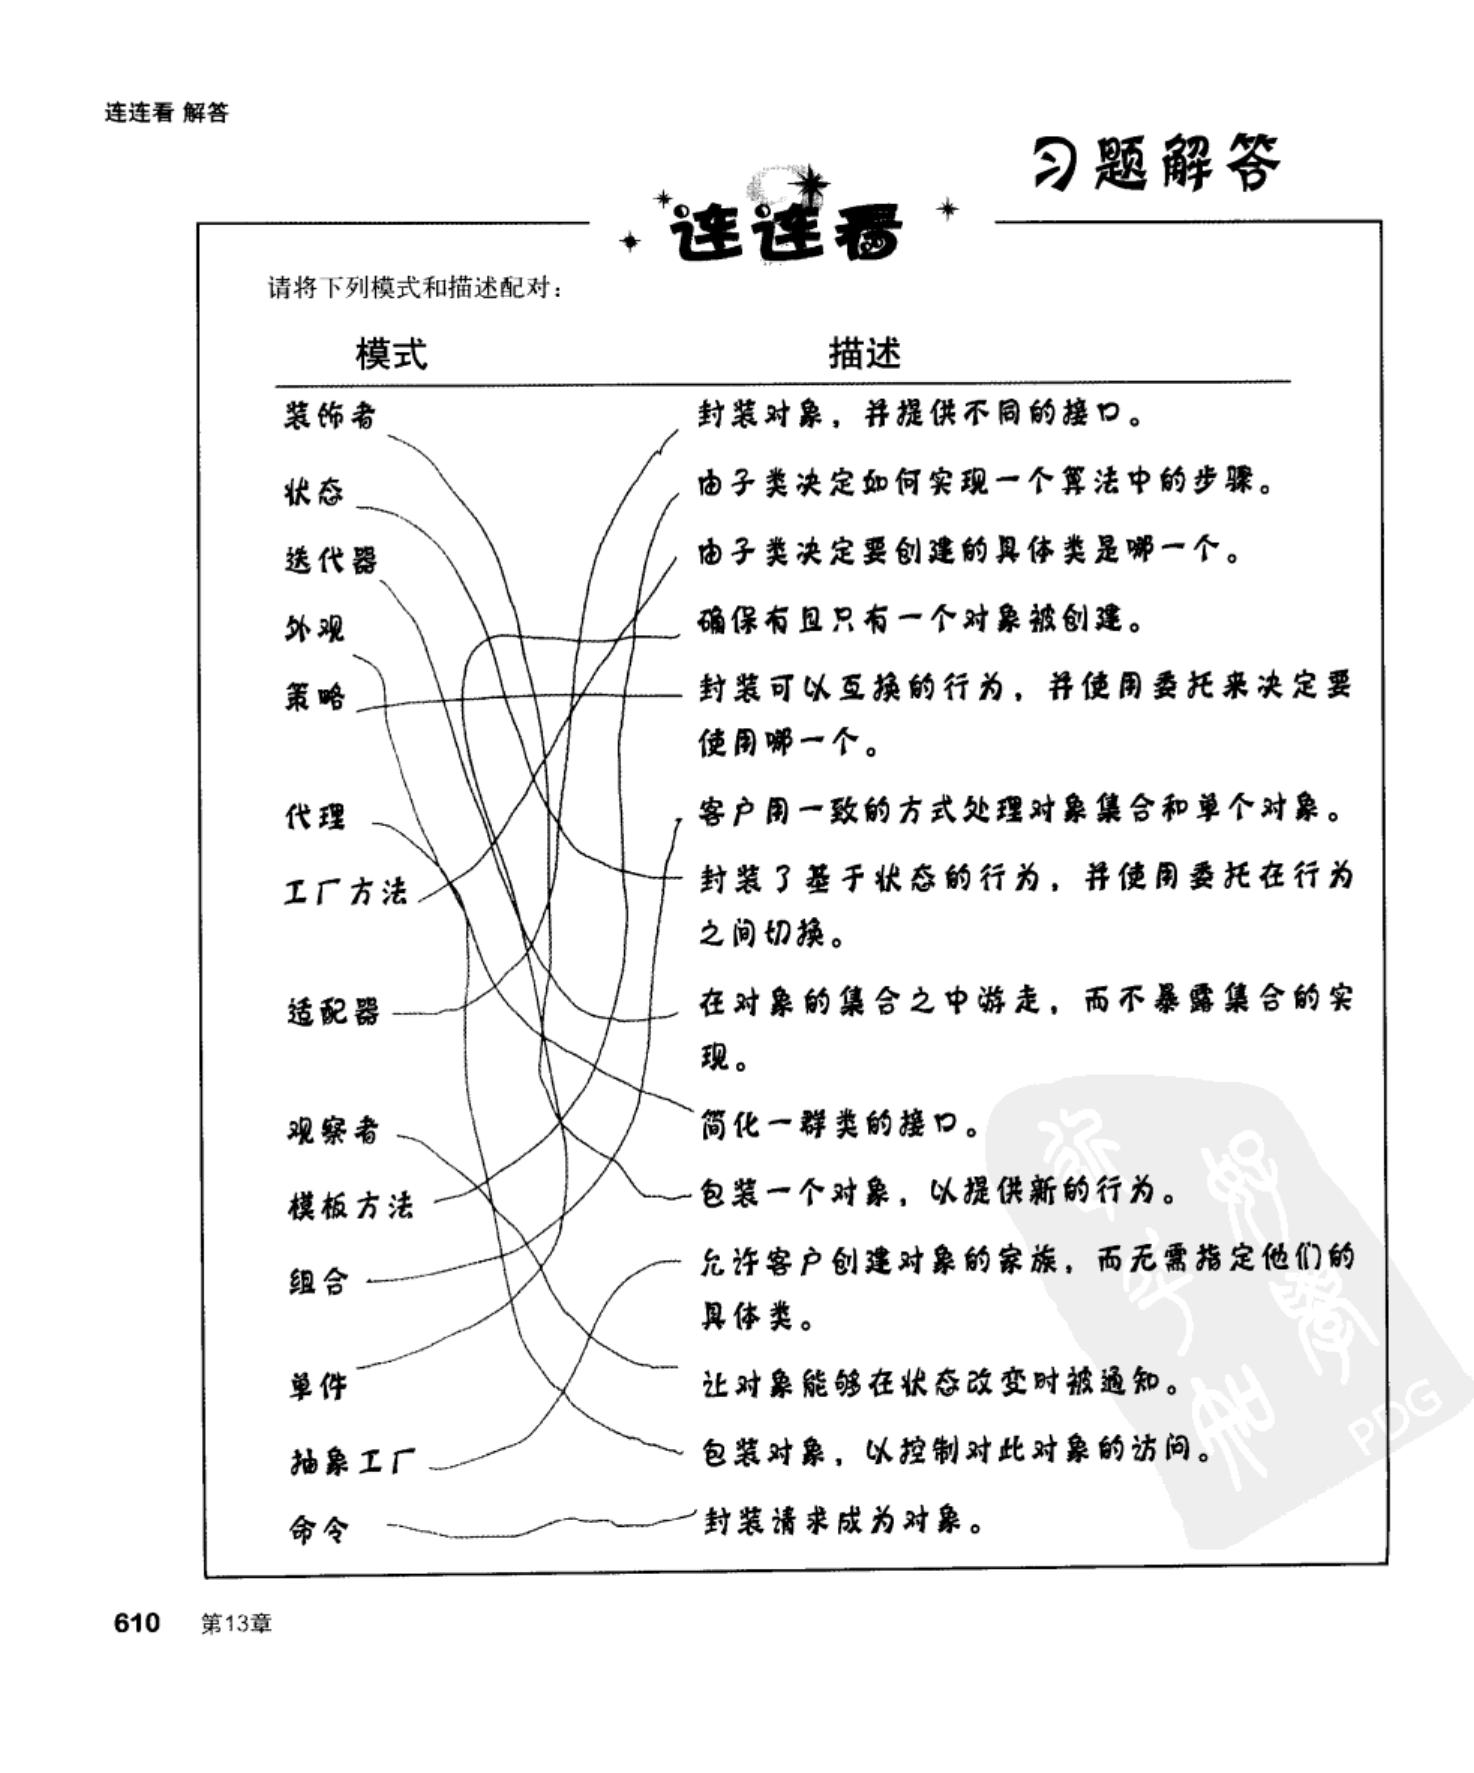 连连看 解答
习题解答
连连看
请将下列模式和描述配对：
模式 描述
装饰者 封装对象，并提供不同的接口。
状态 由子类决定如何实现一个算法中的步骤。
迭代器 由子类决定要创建的具体类是哪一个。
外观 确保有且只有一个对象被创建。
策略 封装可以互换的行为，并使用委托来决定要
使用哪一个。
代理 客户用一致的方式处理对象集合和单个对象。
工厂方法 封装了基于状态的行为，并使用委托在行为
之间切换。
适配器 在对象的集合之中游走，而不暴露集合的实
现。
观察者 简化一群类的接口。
模板方法 包装一个对象，以提供新的行为。
组合 允许客户创建对象的家族，而无需指定他们的
具体类。
单件 让对象能够在状态改变时被通知。
抽象工厂 包装对象，以控制对此对象的访问。
命令 封装请求成为对象。
PDG
610 第13章